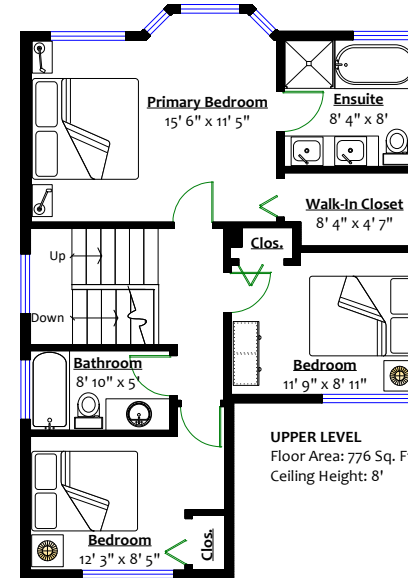 Primary Bedroom
15' 6" x 11' 5"
Ensuite
8' 4" x 8'
Walk-In Closet
8' 4" x 4' 7"
Clos.
Up
Down
Bathroom
8' 10" x 5'
Bedroom
11' 9" x 8' 11"
UPPER LEVEL
Floor Area: 776 Sq. F
Ceiling Height: 8'
Bedroom
12' 3" x 8' 5"
Clos.